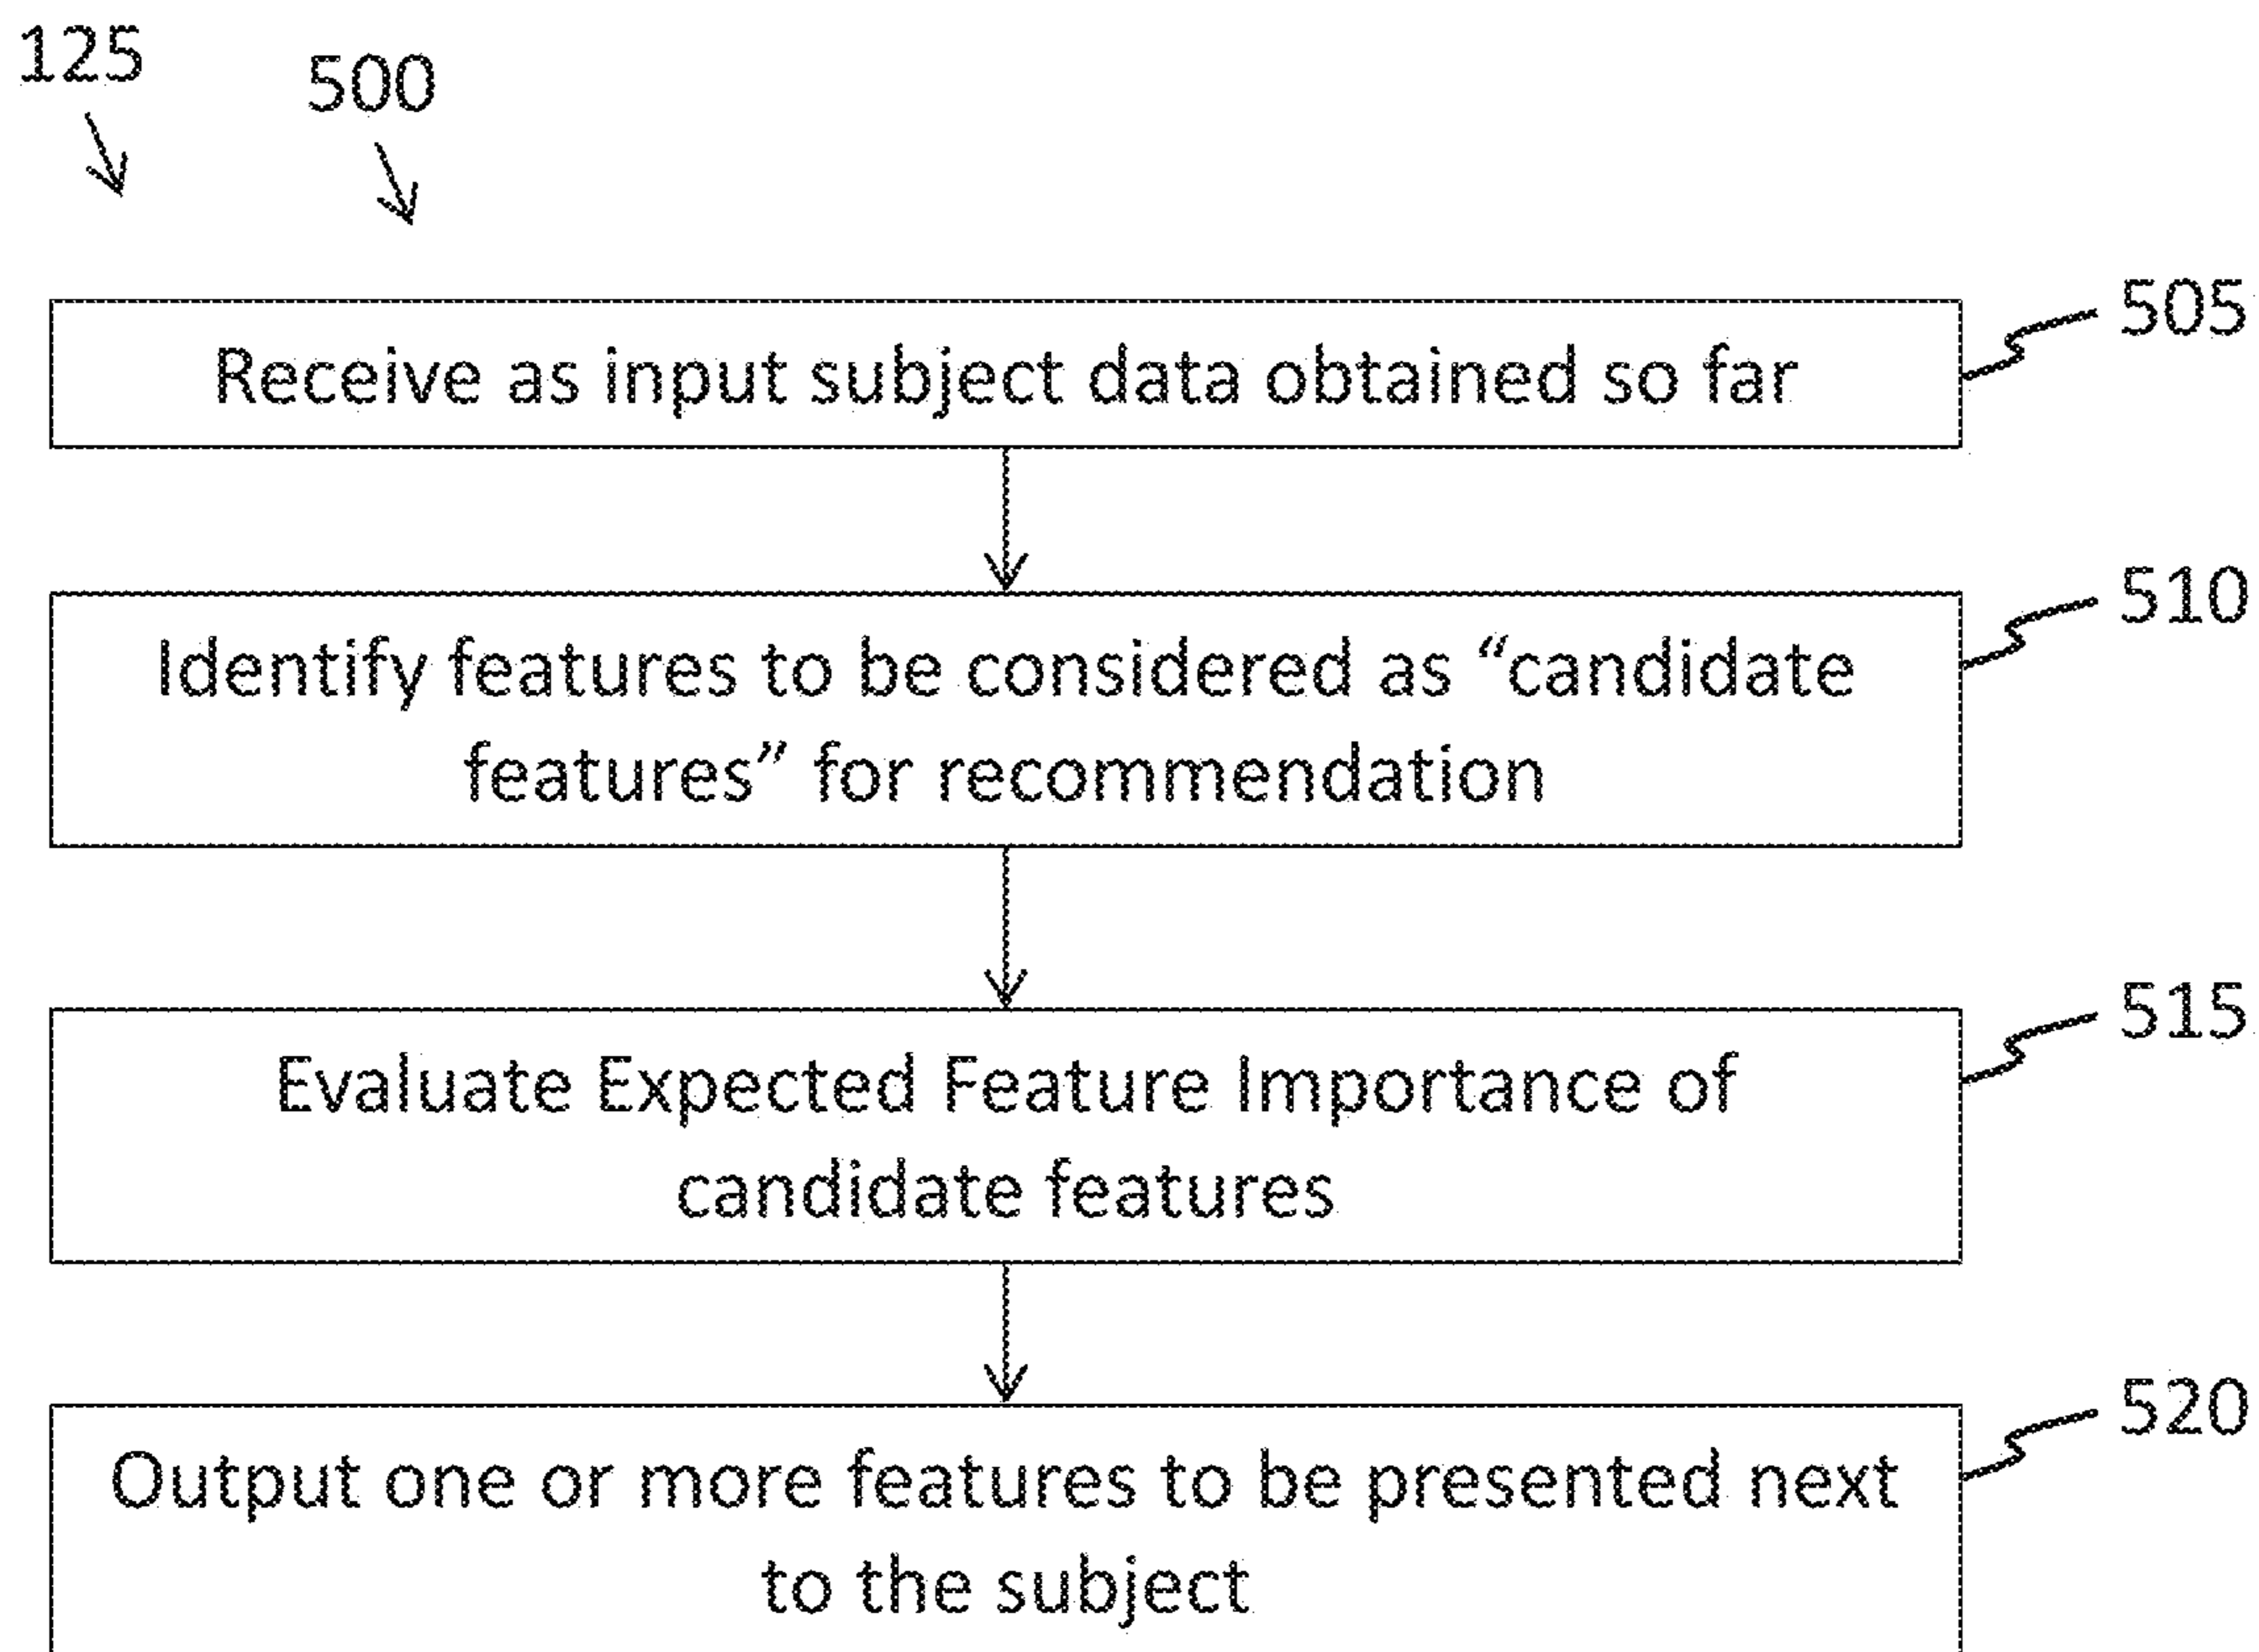 125
500
505
Receive as input subject data obtained so far
510
Identify features to be considered as “candidate
features” for recommendation
515
Evaluate Expected Feature Importance of
candidate features
520
Output one or more features to be presented next
to the subject